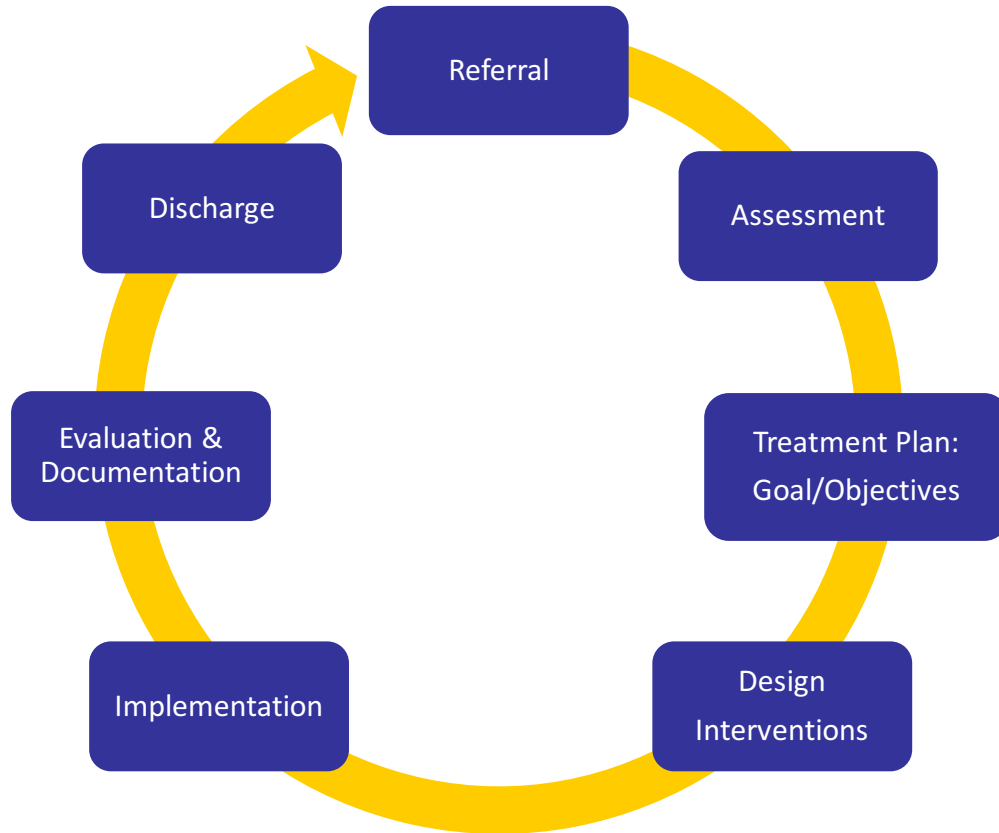 Referral
Assessment
Treatment Plan:
Goal/Objectives
Design
Interventions
Implementation
Evaluation &
Documentation
Discharge